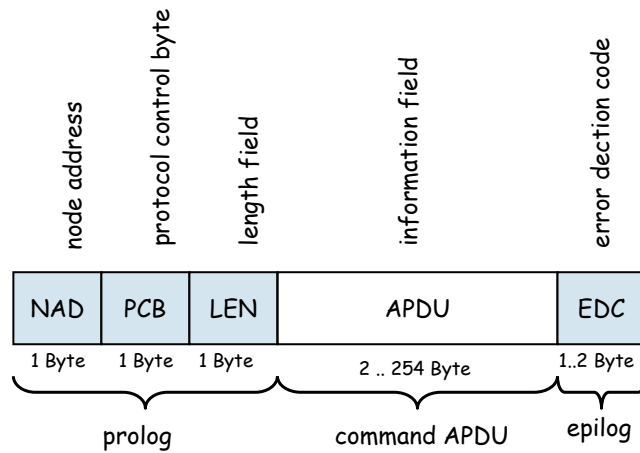 node address
protocol control byte
length field
information field
error dection code
NAD
PCB
LEN
APDU
EDC
1 Byte
1 Byte
1 Byte
2 .. 254 Byte
1..2 Byte
prolog
command APDU
epilog